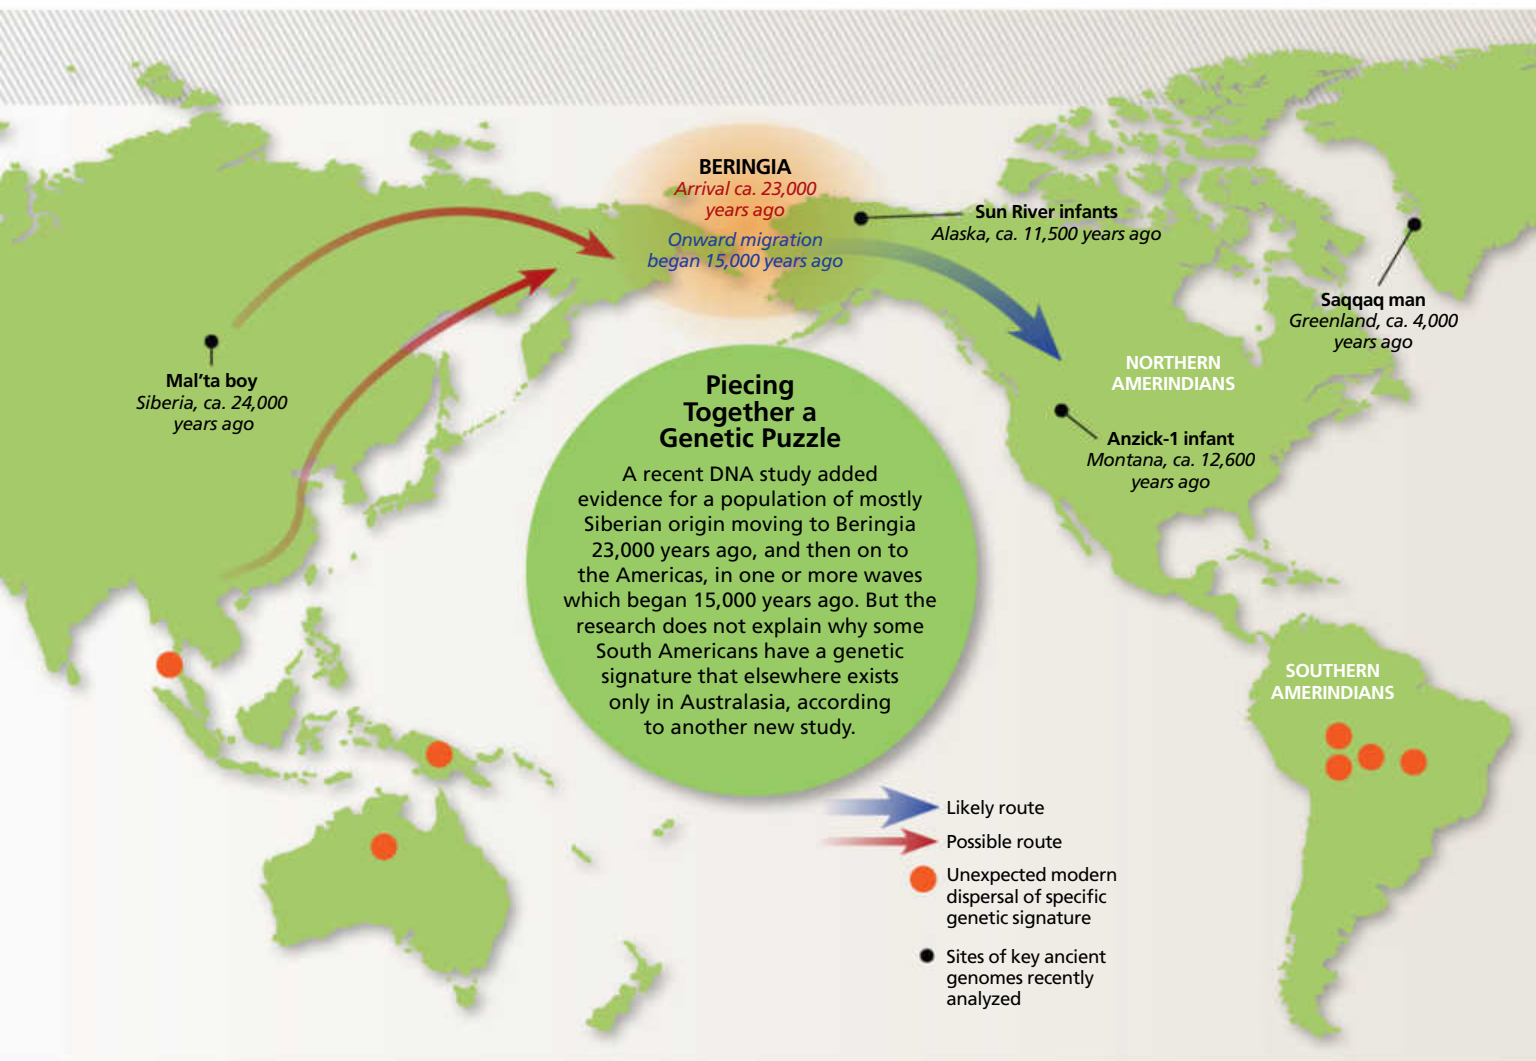 BERINGIA
Arrival ca. 23,000
years ago
Onward migration
began 15,000 years ago
Sun River infants
Alaska, ca. 11,500 years ago
Saqqaq man
Greenland, ca. 4,000
years ago
Mal’ta boy
Siberia, ca. 24,000
years ago
NORTHERN
AMERINDIANS
Anzick-1 infant
Montana, ca. 12,600
years ago
Piecing
Together a
Genetic Puzzle
A recent DNA study added
evidence for a population of mostly
Siberian origin moving to Beringia
23,000 years ago, and then on to
the Americas, in one or more waves
which began 15,000 years ago. But the
research does not explain why some
South Americans have a genetic
signature that elsewhere exists
only in Australasia, according
to another new study.
SOUTHERN
AMERINDIANS
Likely route
Possible route
Unexpected modern
dispersal of specific
genetic signature
Sites of key ancient
genomes recently
analyzed